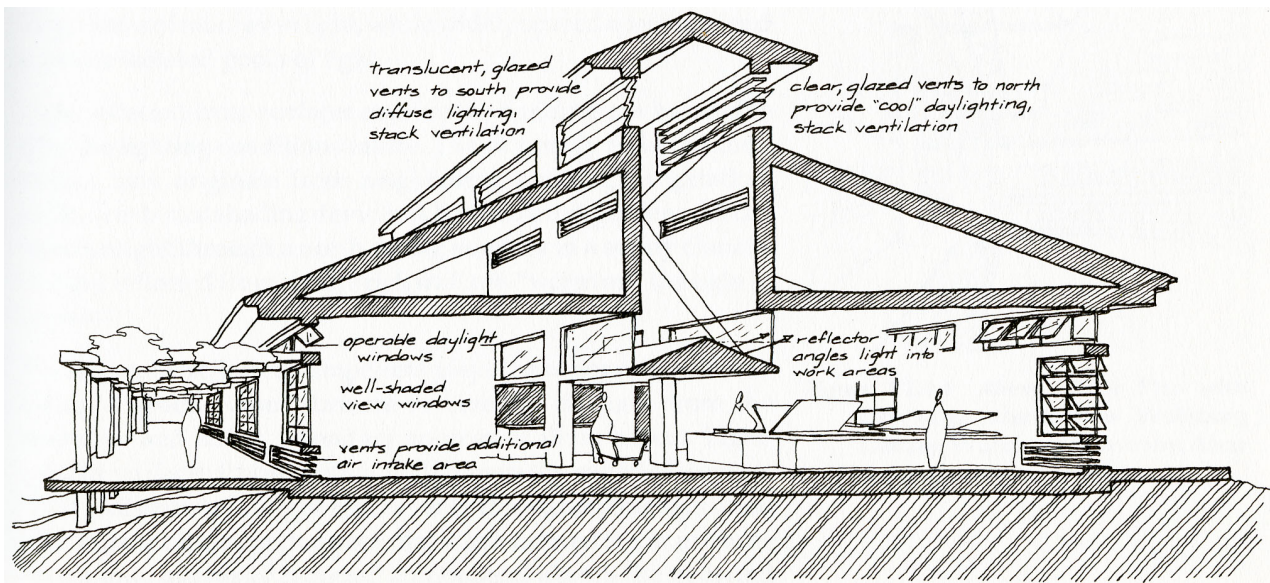 translucent, glazed
vents to south provide
diffuse lighting,
stack ventilation
clear, glazed vents to north
provide "cool" daylighting,
stack ventilation
operable daylight
windows
well-shaded
view windows
vents provide additional
air intake area
reflector
angles light into
work areas